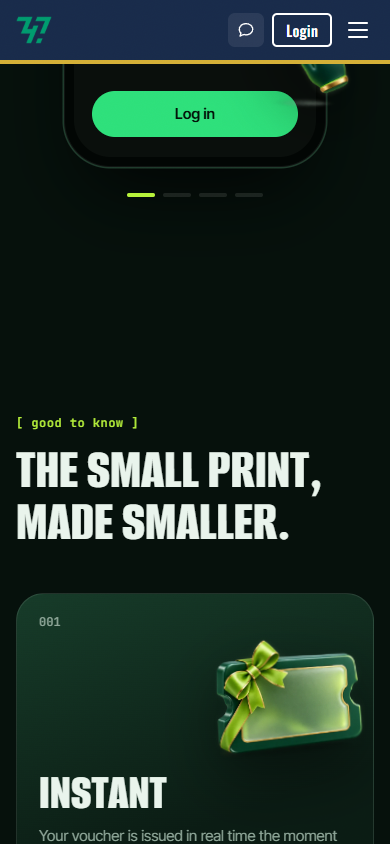 Login
Log in
[ good to know ]
THE SMALL PRINT,
MADE SMALLER.
001
INSTANT
Your voucher is issued in real time the moment